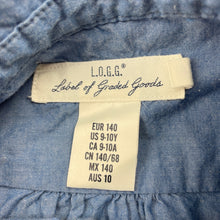 L.O.G.G.®
Label of Graded Goods
EUR 140
US 9-10Y
CA 9-10A
CN 140/68
MX 140
AUS 10